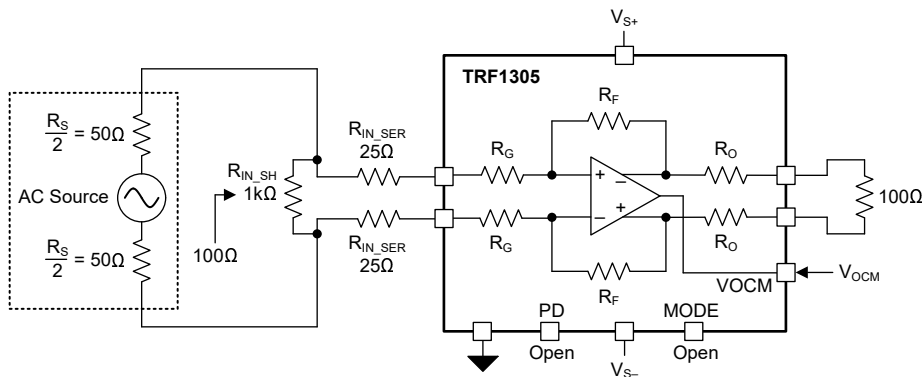 V_S+
TRF1305
R_F
R_S/2 = 50Ω
R_IN_SER
25Ω
R_G
R_O
R_IN_SH
1kΩ
+
−
AC Source
−
+
100Ω
100Ω
R_S/2 = 50Ω
R_IN_SER
25Ω
R_G
R_O
R_F
VOCM
V_OCM
PD
MODE
Open
Open
V_S−